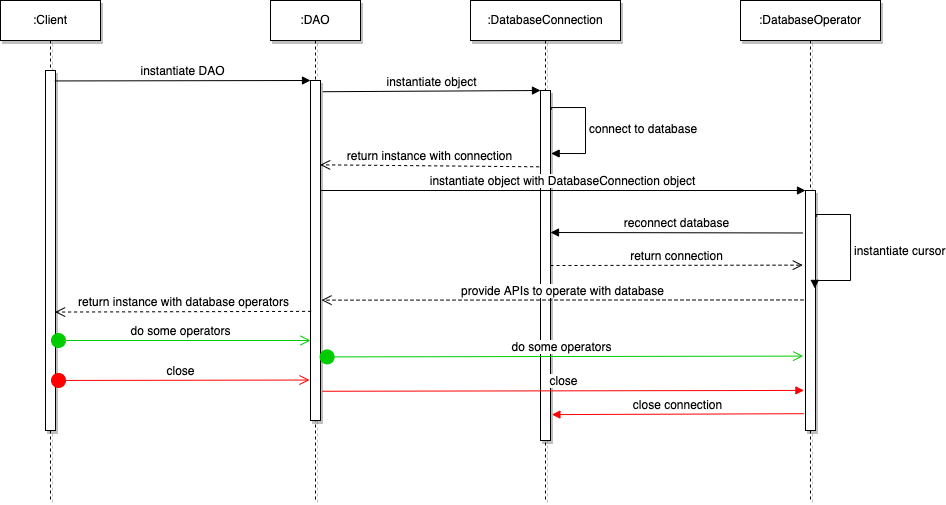 :Client
:DAO
:DatabaseConnection
:DatabaseOperator
instantiate DAO
instantiate object
connect to database
return instance with connection
instantiate object with DatabaseConnection object
reconnect database
instantiate cursor
return connection
provide APIs to operate with database
return instance with database operators
do some operators
do some operators
close
close
close connection